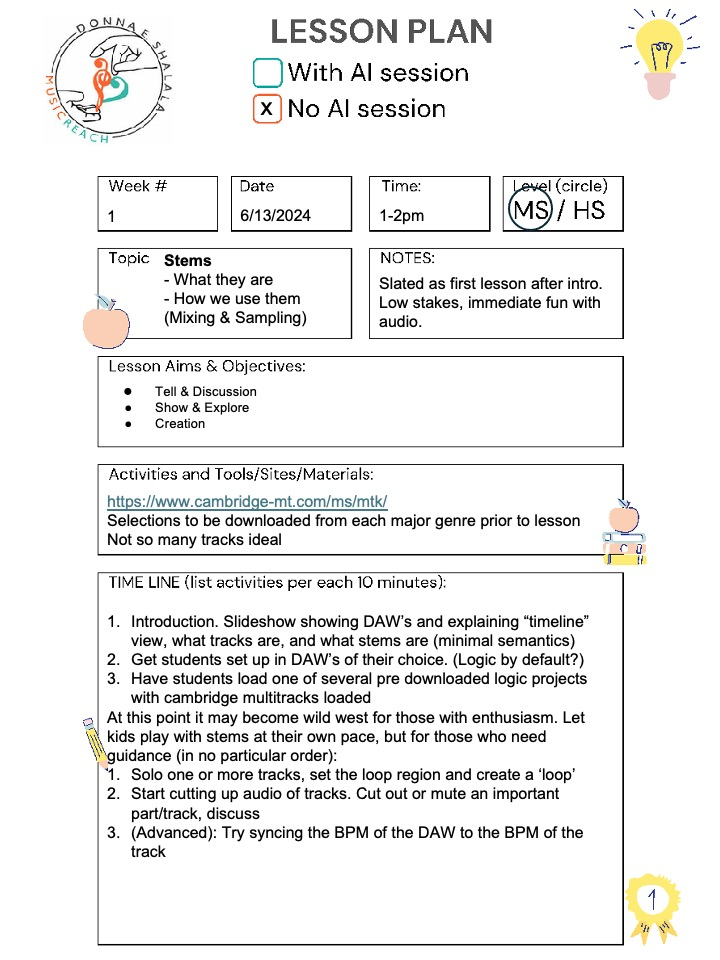 DONNA E SHALALA
MUSICREACH
LESSON PLAN
With AI session
X No AI session
Week #
1
Date
6/13/2024
Time:
1-2pm
Level (circle)
MS / HS
Topic Stems
- What they are
- How we use them
(Mixing & Sampling)
NOTES:
Slated as first lesson after intro.
Low stakes, immediate fun with
audio.
Lesson Aims & Objectives:
● Tell & Discussion
● Show & Explore
● Creation
Activities and Tools/Sites/Materials:
https://www.cambridge-mt.com/ms/mtk/
Selections to be downloaded from each major genre prior to lesson
Not so many tracks ideal
TIME LINE (list activities per each 10 minutes):
1. Introduction. Slideshow showing DAW’s and explaining “timeline”
view, what tracks are, and what stems are (minimal semantics)
2. Get students set up in DAW’s of their choice. (Logic by default?)
3. Have students load one of several pre downloaded logic projects
with cambridge multitracks loaded
At this point it may become wild west for those with enthusiasm. Let
kids play with stems at their own pace, but for those who need
guidance (in no particular order):
1. Solo one or more tracks, set the loop region and create a ‘loop’
2. Start cutting up audio of tracks. Cut out or mute an important
part/track, discuss
3. (Advanced): Try syncing the BPM of the DAW to the BPM of the
track
1